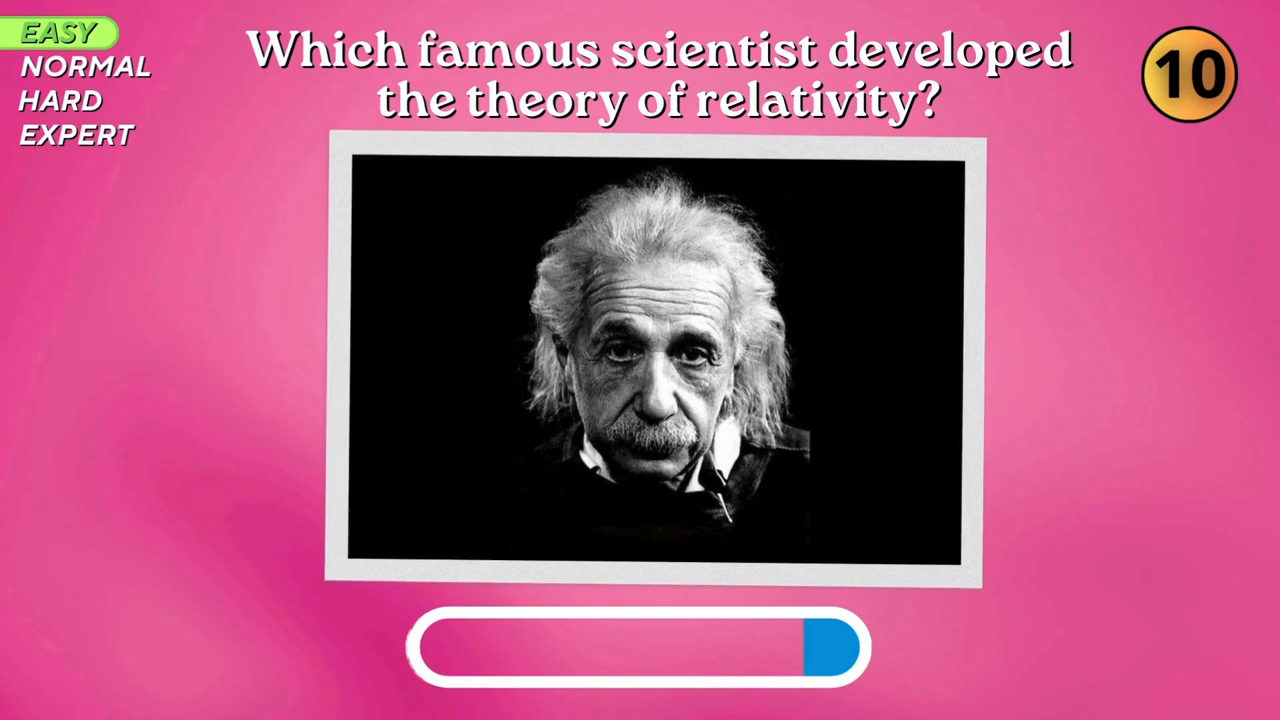 EASY
NORMAL
HARD
EXPERT
Which famous scientist developed
the theory of relativity?
10